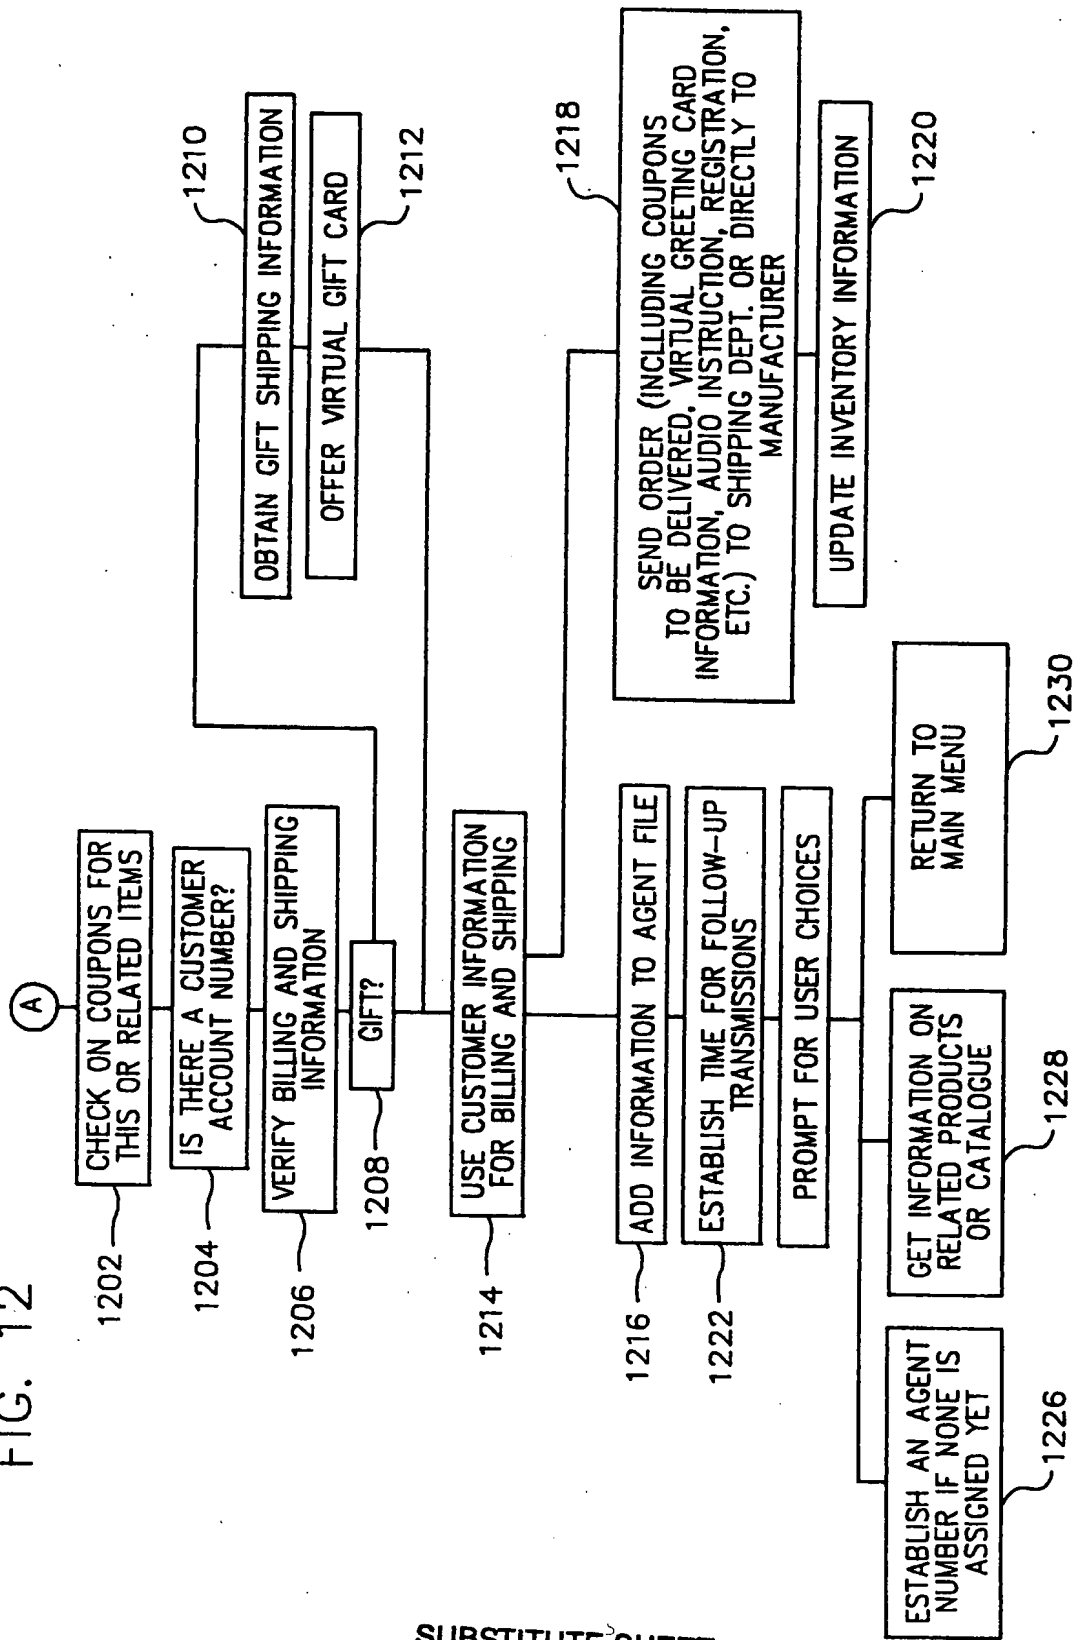 FIG. 12
A
CHECK ON COUPONS FOR
THIS OR RELATED ITEMS
1202
IS THERE A CUSTOMER
ACCOUNT NUMBER?
1204
VERIFY BILLING AND SHIPPING
INFORMATION
1206
GIFT?
1208
OBTAIN GIFT SHIPPING INFORMATION
1210
OFFER VIRTUAL GIFT CARD
1212
USE CUSTOMER INFORMATION
FOR BILLING AND SHIPPING
1214
ADD INFORMATION TO AGENT FILE
1216
SEND ORDER (INCLLUDING COUPONS
TO BE DELIVERED, VIRTUAL GREETING CARD
INFORMATION, AUDIO INSTRUCTION, REGISTRATION,
ETC.) TO SHIPPING DEPT. OR DIRECTLY TO
MANUFACTURER
1218
UPDATE INVENTORY INFORMATION
1220
ESTABLISH TIME FOR FOLLOW-UP
TRANSMISSIONS
1222
PROMPT FOR USER CHOICES
ESTABLISH AN AGENT
NUMBER IF NONE IS
ASSIGNED YET
1226
GET INFORMATION ON
RELATED PRODUCTS
OR CATALOGUE
1228
RETURN TO
MAIN MENU
1230
SUBSTITUTE SHEET